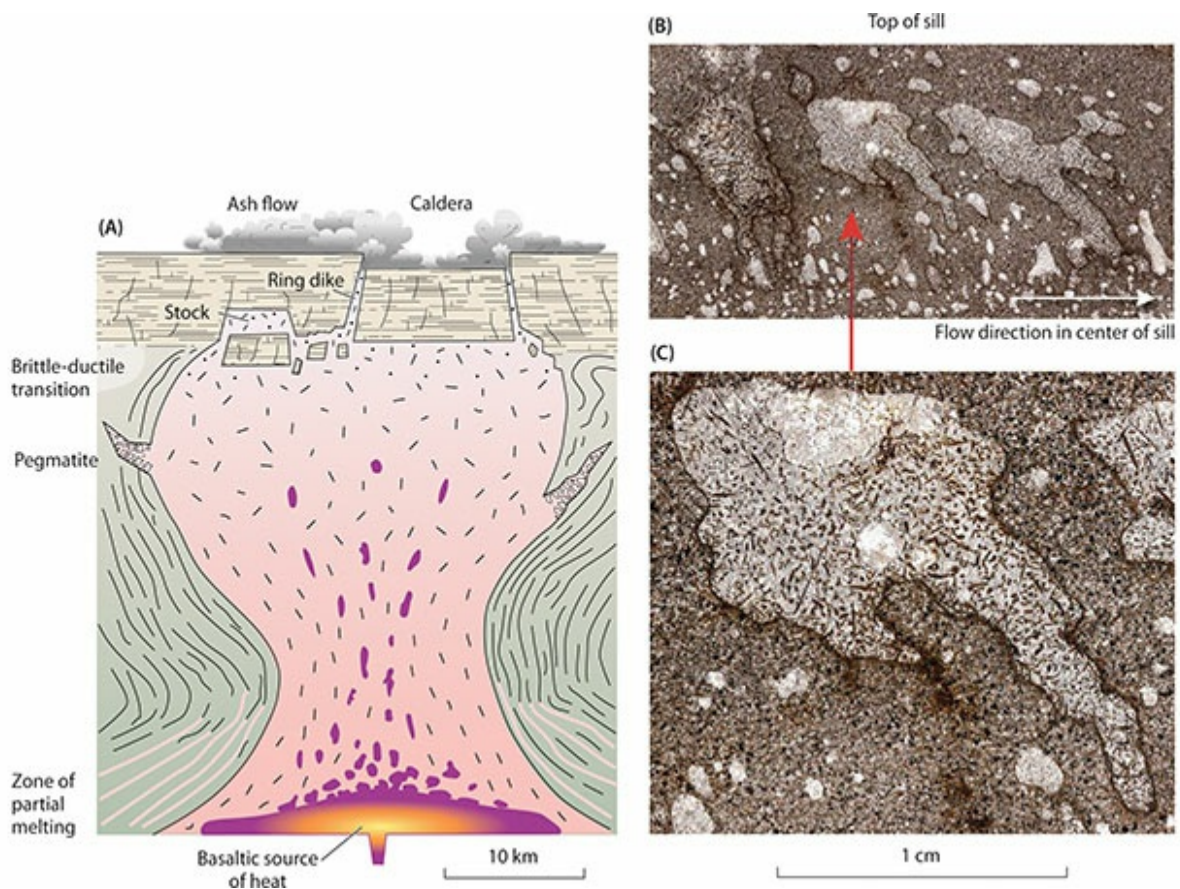 (A)
Ash flow
Caldera
Ring dike
Stock
Brittle-ductile
transition
Pegmatite
Zone of
partial
melting
Basaltic source
of heat
10 km
(B)
Top of sill
Flow direction in center of sill
(C)
1 cm